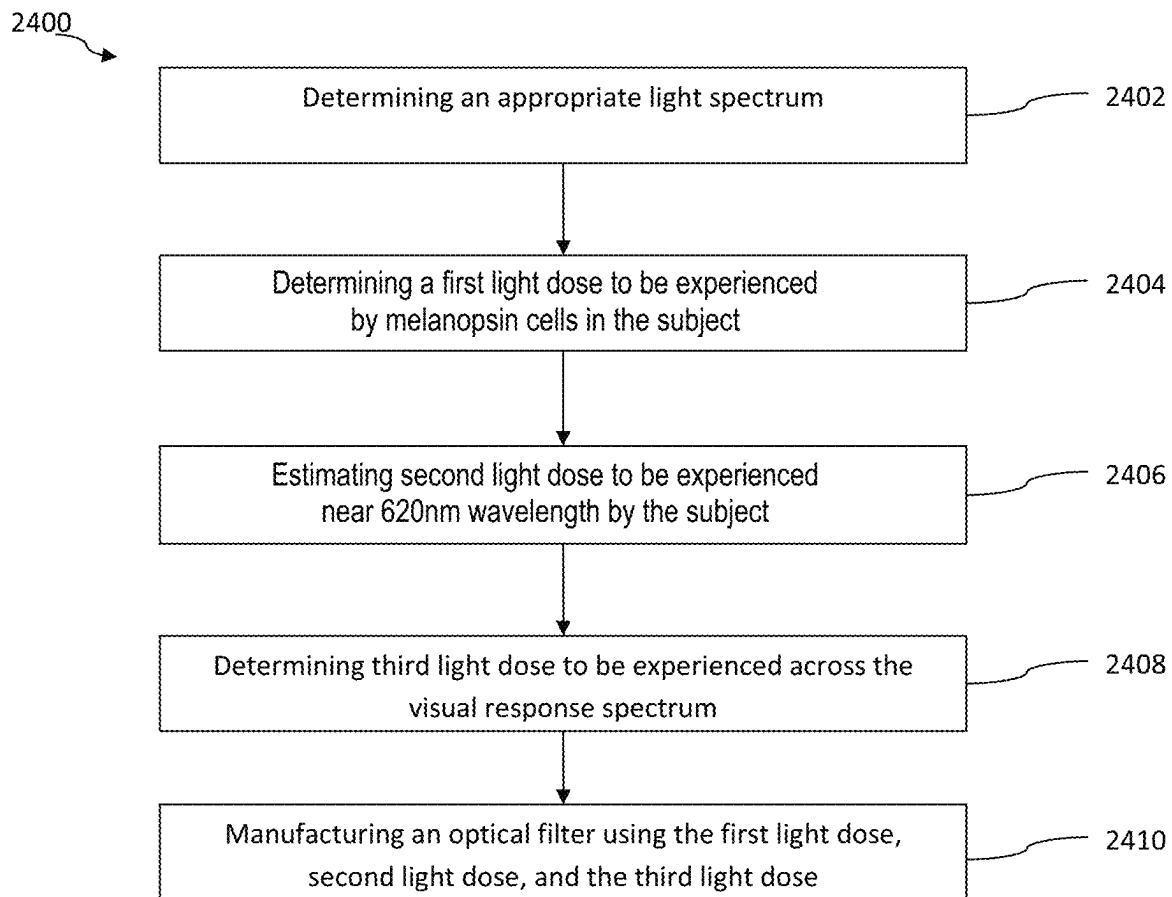 2400
Determining an appropriate light spectrum
2402
Determining a first light dose to be experienced
by melanopsin cells in the subject
2404
Estimating second light dose to be experienced
near 620nm wavelength by the subject
2406
Determining third light dose to be experienced across the
visual response spectrum
2408
Manufacturing an optical filter using the first light dose,
second light dose, and the third light dose
2410